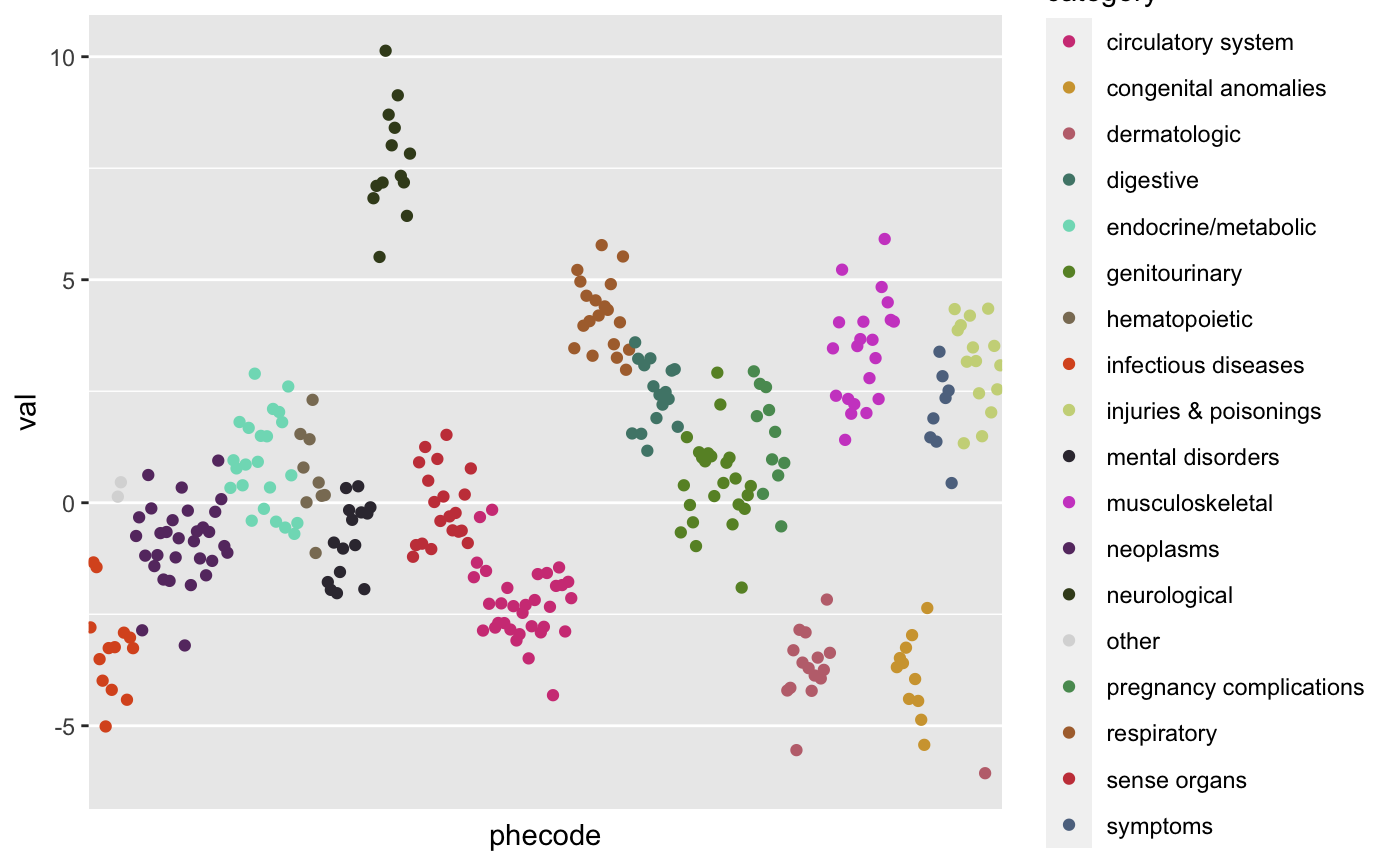 category
10
5
0
-5
val
phecode
circulatory system
congenital anomalies
dermatologic
digestive
endocrine/metabolic
genitourinary
hematopoietic
infectious diseases
injuries & poisonings
mental disorders
musculoskeletal
neoplasms
neurological
other
pregnancy complications
respiratory
sense organs
symptoms